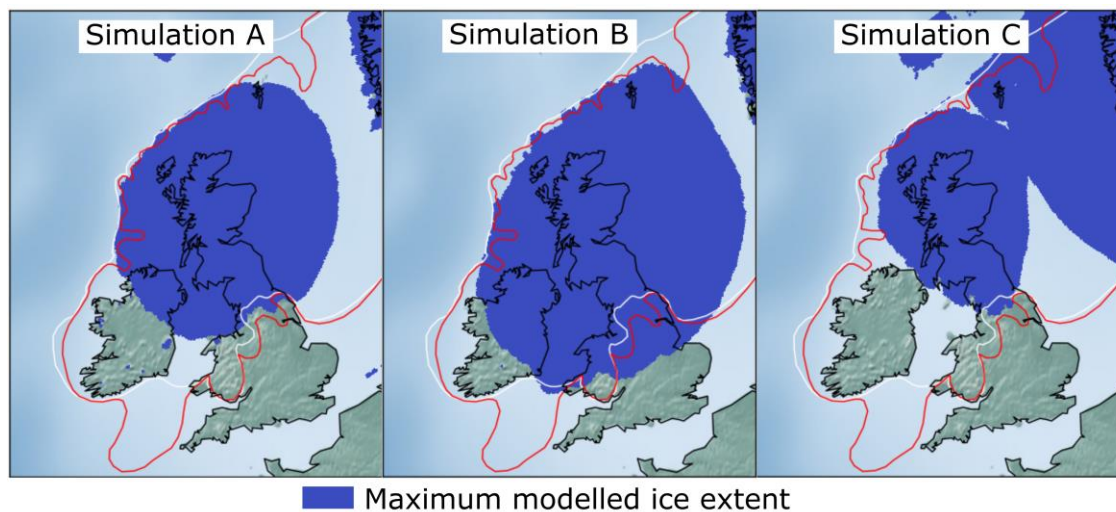 Simulation A
Simulation B
Simulation C
Maximum modelled ice extent